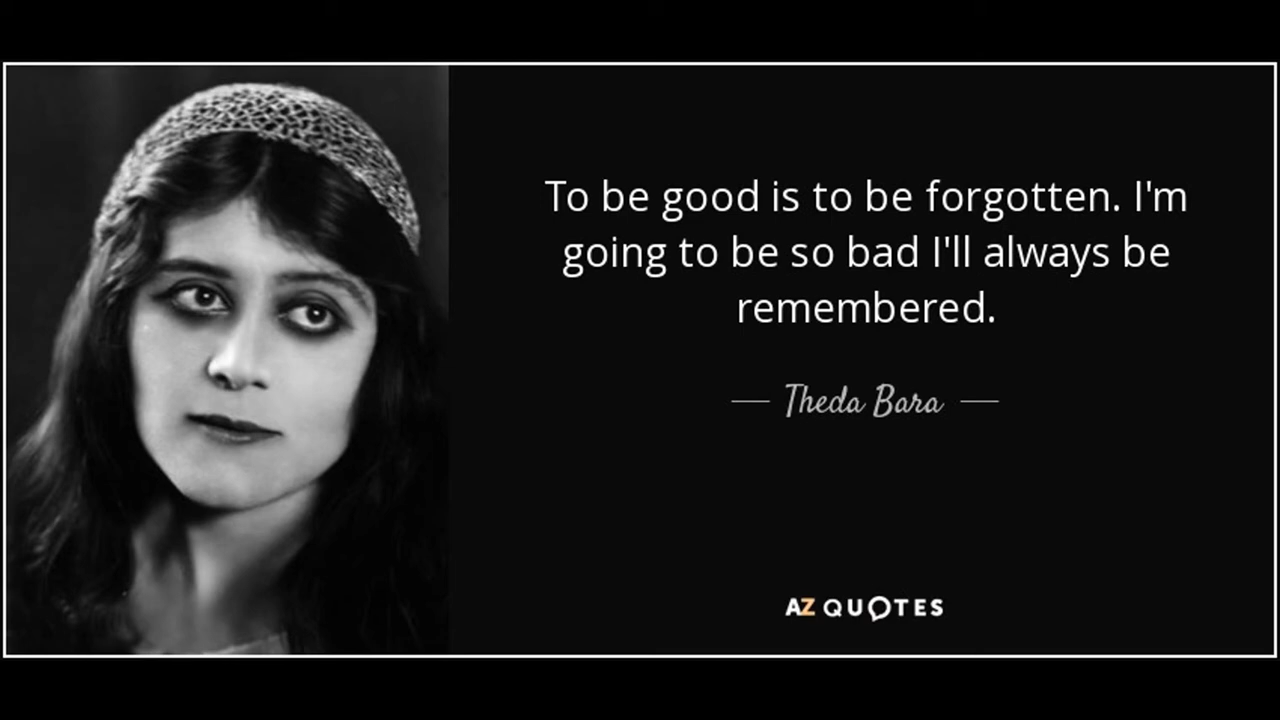 To be good is to be forgotten. I'm
going to be so bad I'll always be
remembered.
Theda Bara
AZ QUOTES